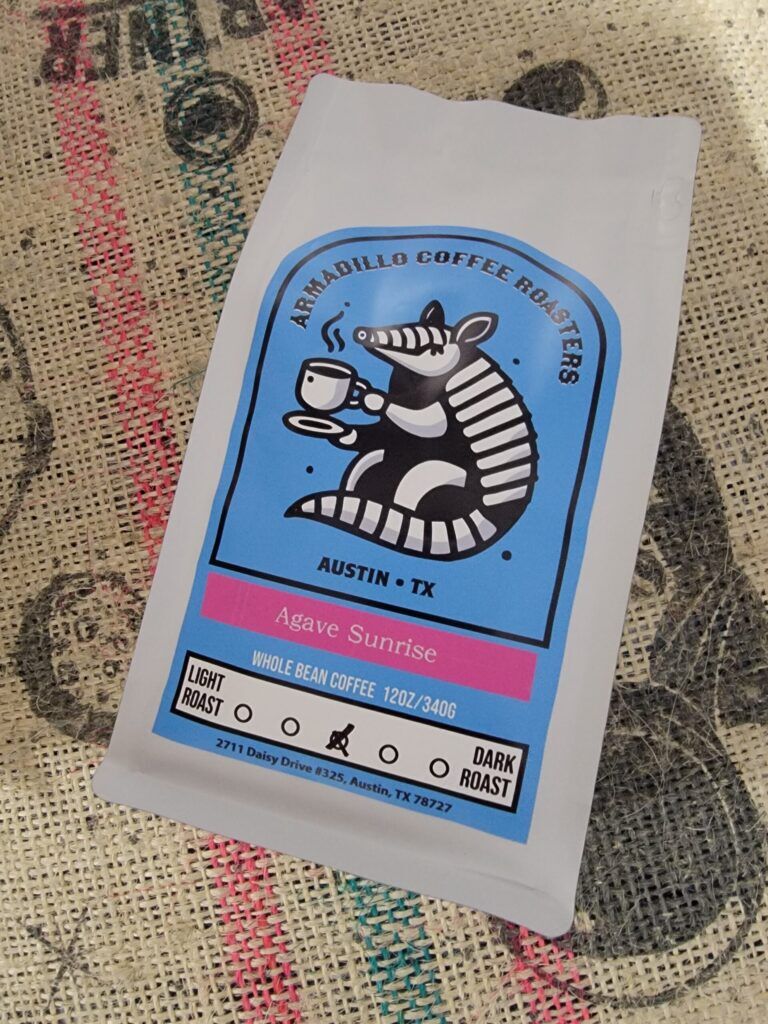 ARMADILLO COFFEE ROASTERS
AUSTIN • TX
Agave Sunrise
WHOLE BEAN COFFEE 12OZ/340G
LIGHT ROAST
DARK ROAST
2711 Daisy Drive #325, Austin, TX 78727